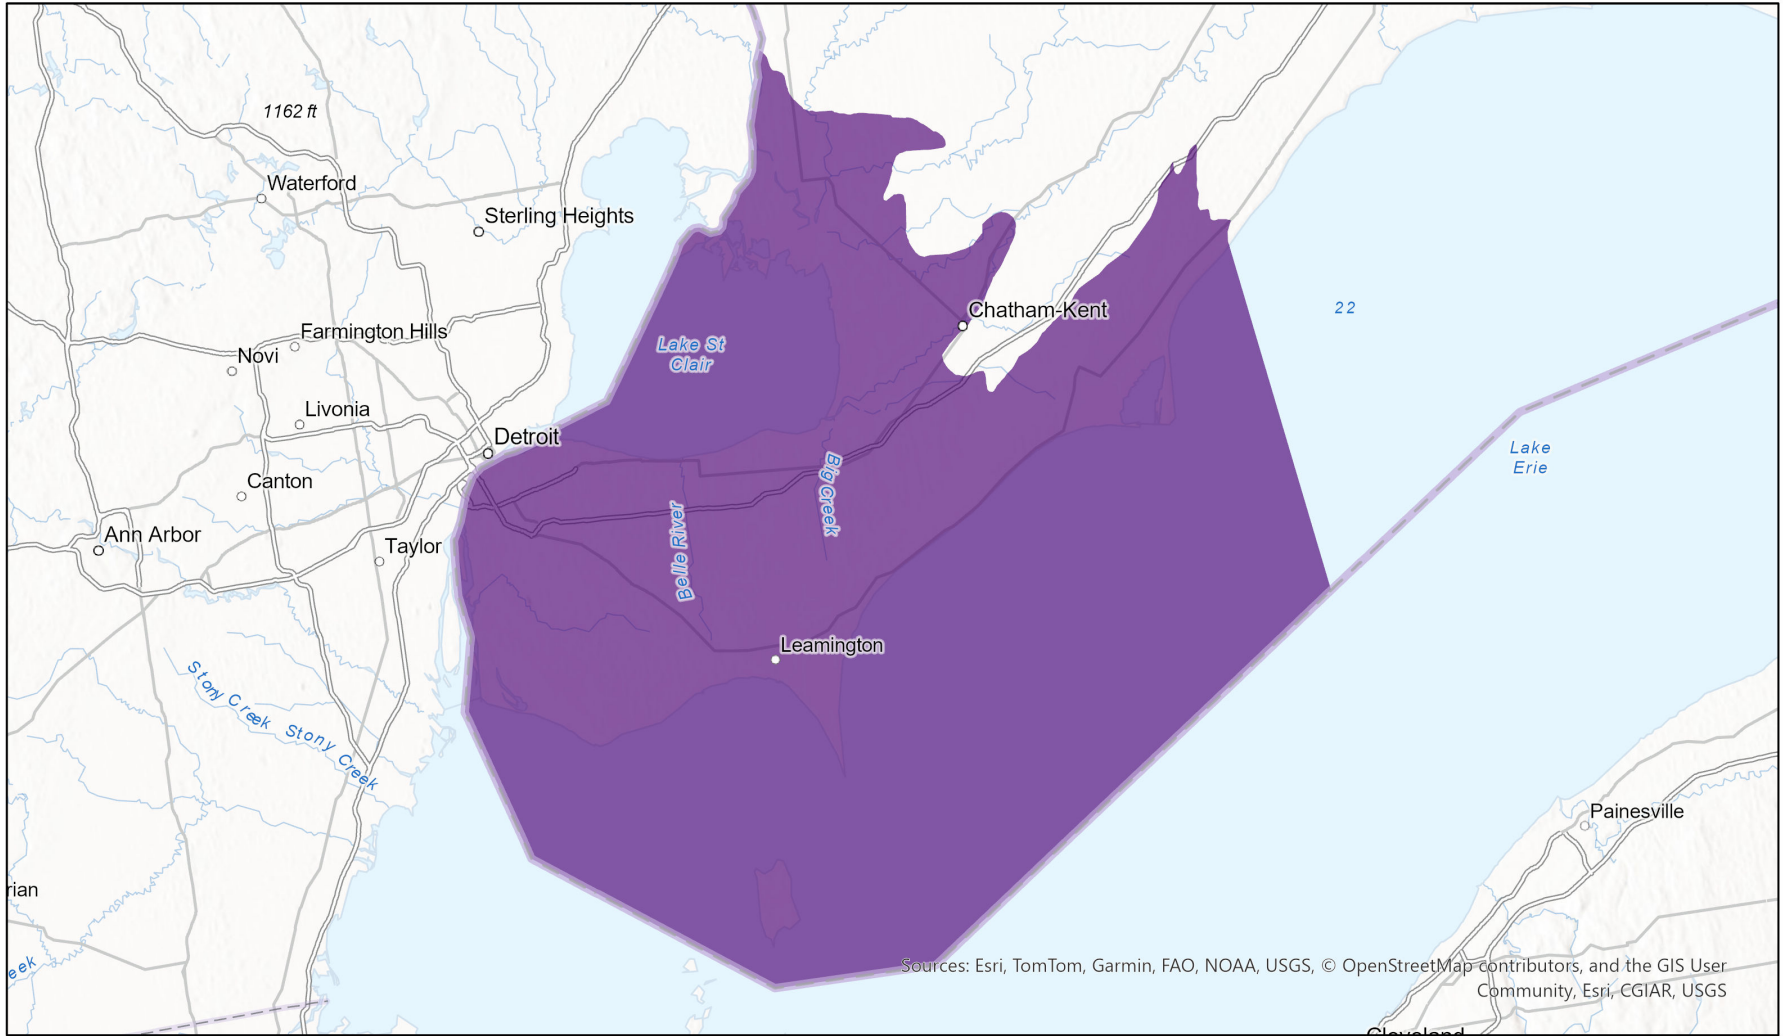 1162 ft
Waterford
Sterling Heights
Chatham-Kent
22
Farmington Hills
Novi
Lake St
Clair
Livonia
Detroit
Lake
Erie
Canton
Big Creek
Ann Arbor
Taylor
Belle River
Leamington
Stony Creek
Stony Creek
Painesville
rian
eek
Sources: Esri, TomTom, Garmin, FAO, NOAA, USGS, © OpenStreetMap contributors, and the GIS User
Community, Esri, CGIAR, USGS
Cleveland